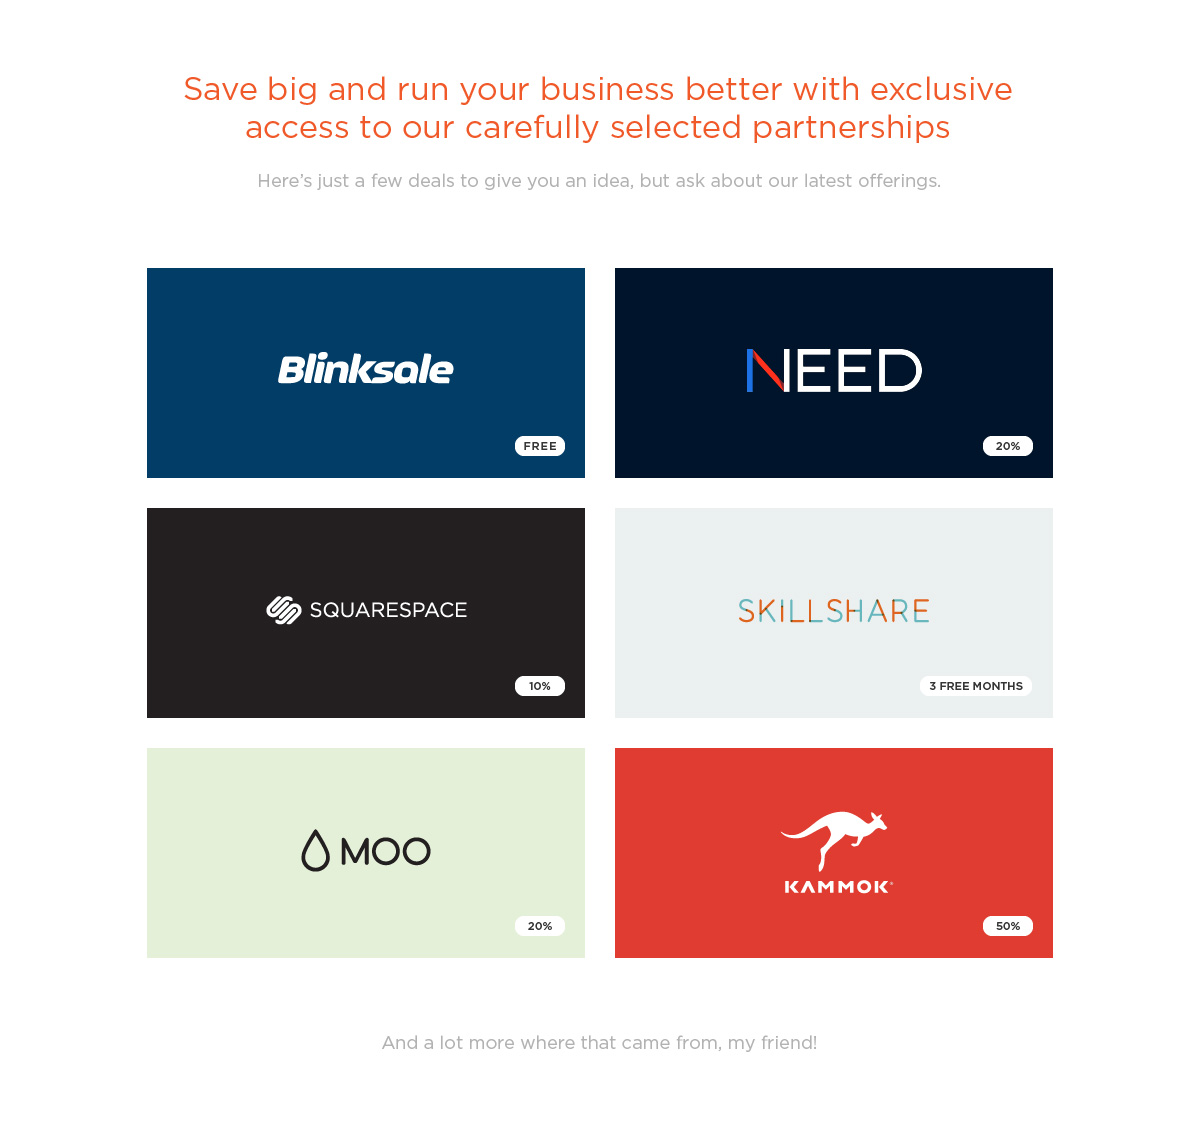 Save big and run your business better with exclusive
access to our carefully selected partnerships
Here’s just a few deals to give you an idea, but ask about our latest offerings.
Blinksale
FREE
NEED
20%
SQUARESPACE
10%
SKILLSHARE
3 FREE MONTHS
MOO
20%
KAMMOK®
50%
And a lot more where that came from, my friend!